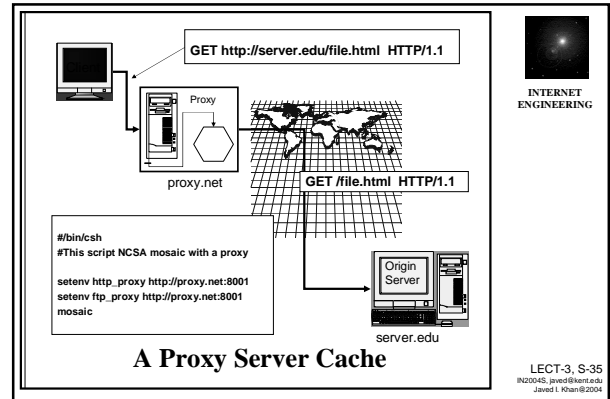 GET http://server.edu/file.html HTTP/1.1
Client
Proxy
proxy.net
GET /file.html HTTP/1.1
#/bin/csh
#This script NCSA mosaic with a proxy
setenv http_proxy http://proxy.net:8001
setenv ftp_proxy http://proxy.net:8001
mosaic
Origin
Server
server.edu
A Proxy Server Cache
INTERNET
ENGINEERING
LECT-3, S-35
IN2004S, javed@kent.edu
Javed I. Khan@2004